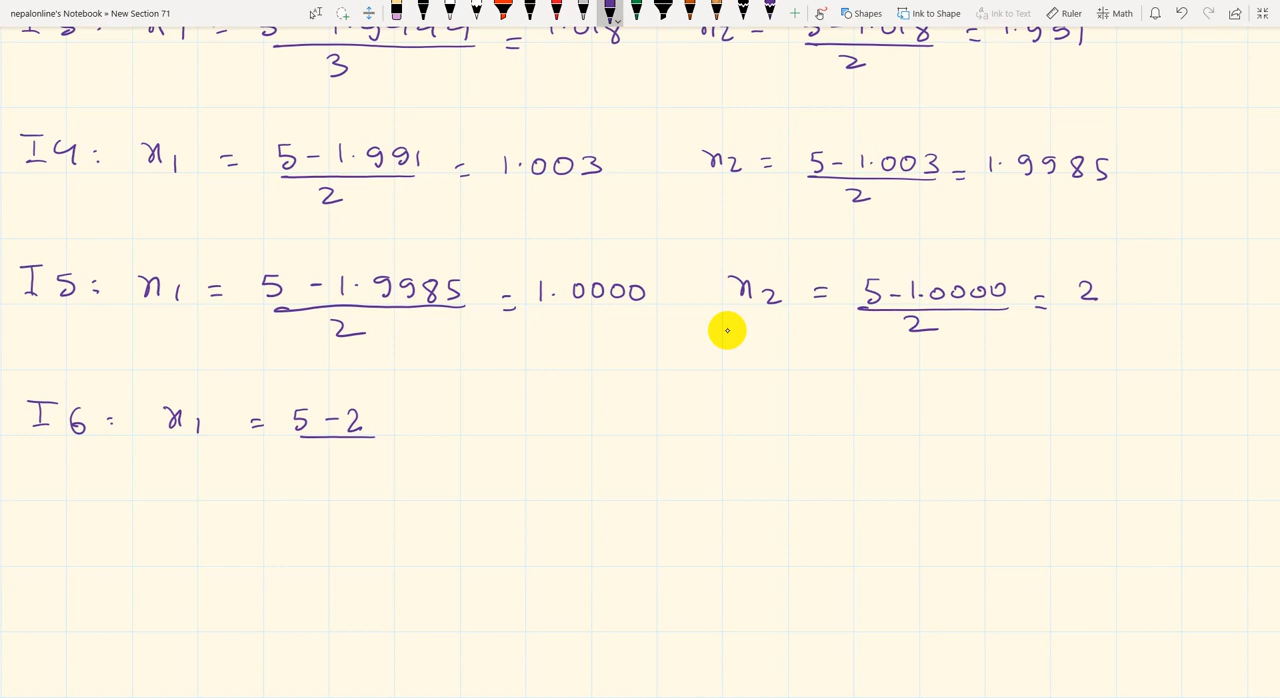 nepalonline's Notebook » New Section 71
Shapes Ink to Shape Ink to Text Ruler Math
3 2
I4: x1 = 5-1.991 / 2 = 1.003 x2 = 5-1.003 / 2 = 1.9985
I5: x1 = 5-1.9985 / 2 = 1.0000 x2 = 5-1.0000 / 2 = 2
I6: x1 = 5-2